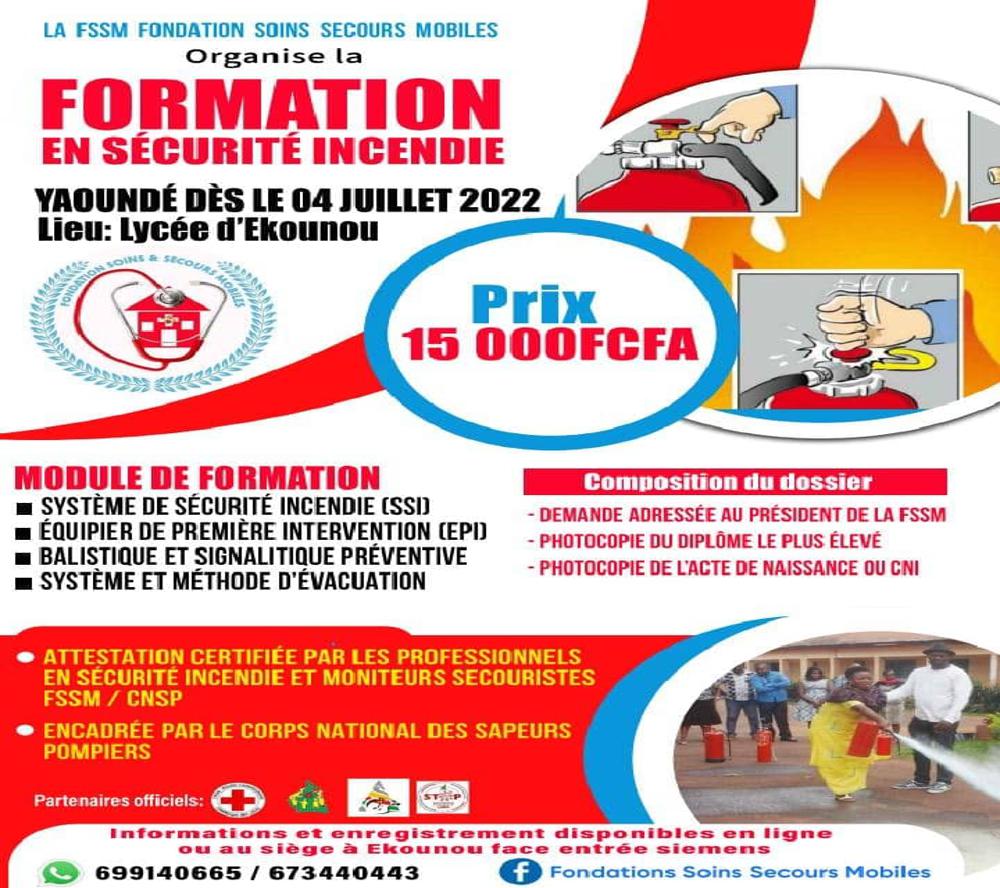 LA FSSM FONDATION SOINS SECOURS MOBILES
Organise la
FORMATION
EN SÉCURITÉ INCENDIE
YAOUNDÉ DÈS LE 04 JUILLET 2022
Lieu: Lycée d'Ekounou
FONDATION SOINS & SECOURS MOBILES
Prix
15 000FCFA
MODULE DE FORMATION
■ SYSTÈME DE SÉCURITÉ INCENDIE (SSI)
■ ÉQUIPIER DE PREMIÈRE INTERVENTION (EPI)
■ BALISTIQUE ET SIGNALITIQUE PRÉVENTIVE
■ SYSTÈME ET MÉTHODE D'ÉVACUATION
Composition du dossier
- DEMANDE ADRESSÉE AU PRÉSIDENT DE LA FSSM
- PHOTOCOPIE DU DIPLÔME LE PLUS ÉLEVÉ
- PHOTOCOPIE DE L'ACTE DE NAISSANCE OU CNI
● ATTESTATION CERTIFIÉE PAR LES PROFESSIONNELS
EN SÉCURITÉ INCENDIE ET MONITEURS SECOURISTES
FSSM / CNSP
● ENCADRÉE PAR LE CORPS NATIONAL DES SAPEURS
POMPIERS
Partenaires officiels:
Informations et enregistrement disponibles en ligne
ou au siège à Ekounou face entrée siemens
699140665 / 673440443
Fondations Soins Secours Mobiles